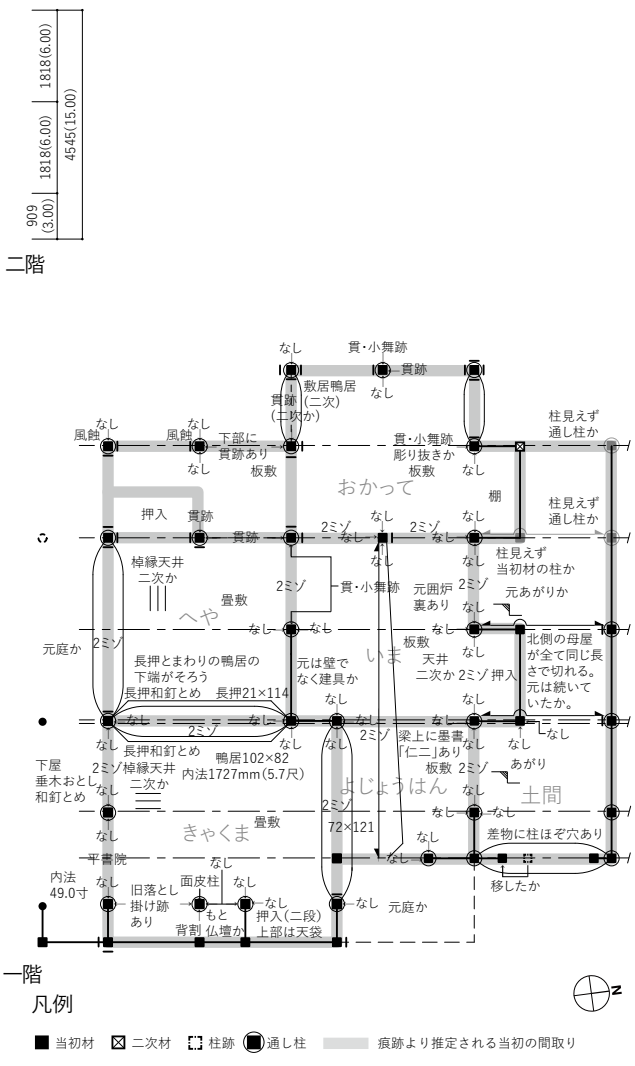 1818(6.00)
1818(6.00)
4545(15.00)
909
(3.00)
二階
なし
貫・小舞跡
貫跡
なし
敷居鴨居
(二次)
貫跡
(二次か)
なし
風蝕
なし
風蝕
なし
下部に
貫跡あり
板敷
貫・小舞跡
彫り抜きか
板敷
なし
柱見えず
通し柱か
おかって
棚
押入
貫跡
貫跡
2ミゾ
なし
なし
2ミゾ
なし
なし
柱見えず
通し柱か
棹縁天井
二次か
2ミゾ
貫・小舞跡
元囲炉
裏あり
2ミゾ
柱見えず
当初材の柱か
元あがりか
畳敷
へや
なし
なし
なし
なし
2ミゾ
元庭か
板敷
いま
天井
二次か
2ミゾ
押入
北側の母屋
が全て同じ長
さで切れる。
元は続いて
いたか。
長押とまわりの鴨居の
下端がそろう
長押和釘とめ
長押21×114
元は壁で
なく建具か
なし
なし
なし
なし
2ミゾ
なし
なし
2ミゾ
なし
なし
なし
下屋
垂木おとし
和釘とめ
2ミゾ
長押和釘とめ
棹縁天井
二次か
鴨居102×82
内法1727mm(5.7尺)
梁上に墨書
「仁二」あり
板敷
2ミゾ
あがり
よじょうはん
土間
なし
2ミゾ
72×121
なし
なし
なし
きゃくま
畳敷
差物に柱ほぞ穴あり
なし
なし
なし
平書院
なし
移したか
内法
49.0寸
なし
旧落とし
掛け跡
あり
面皮柱
なし
なし
なし
元庭か
もと
仏壇か
背割
押入(二段)
上部は天袋
一階
N
凡例
当初材
二次材
柱跡
通し柱
痕跡より推定される当初の間取り